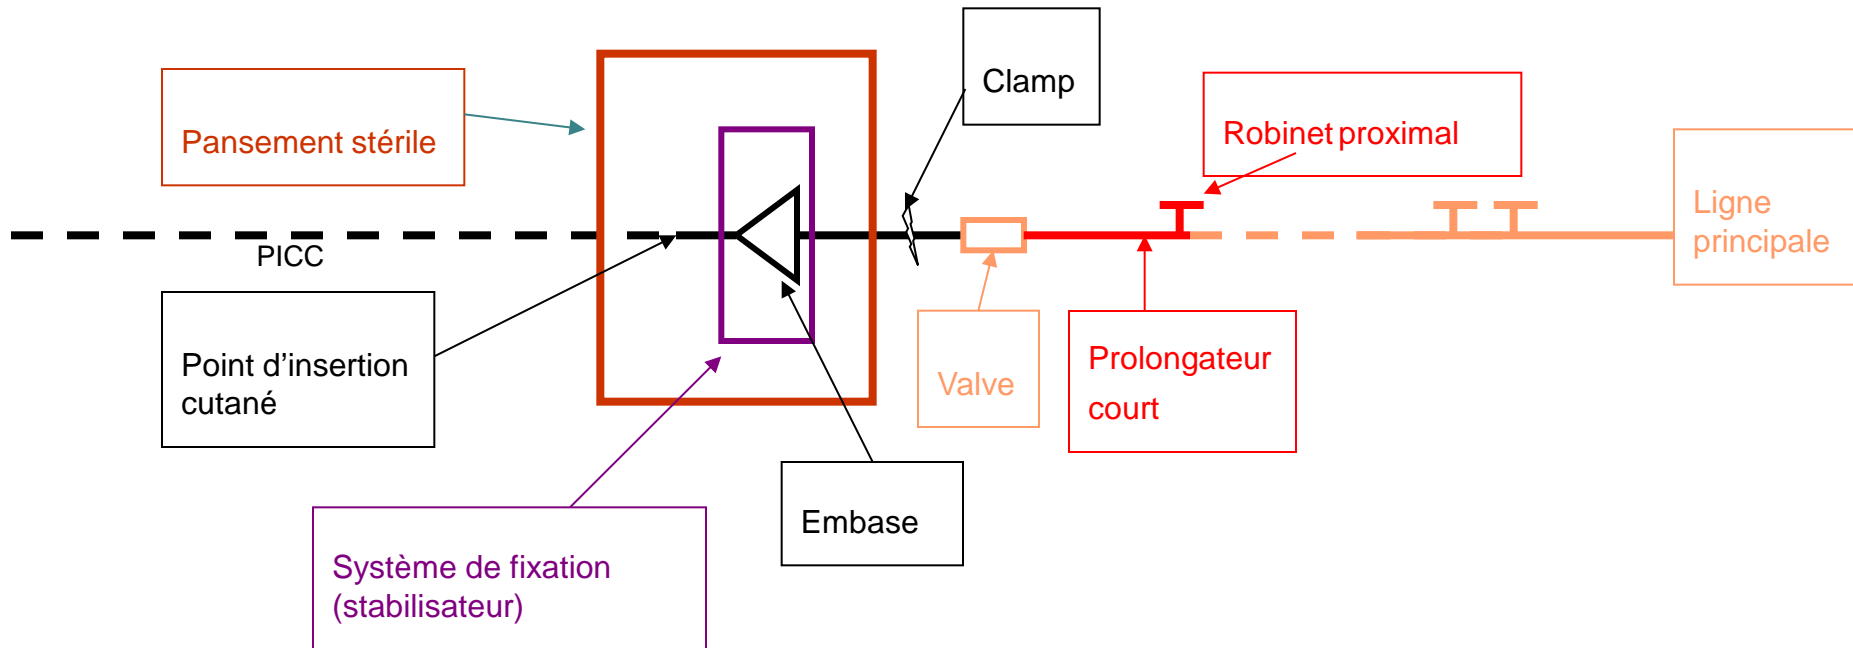 Clamp
Pansement stérile
Robinet proximal
Ligne
principale
PICC
Point d’insertion
cutané
Valve
Prolongateur
court
Embase
Système de fixation
(stabilisateur)